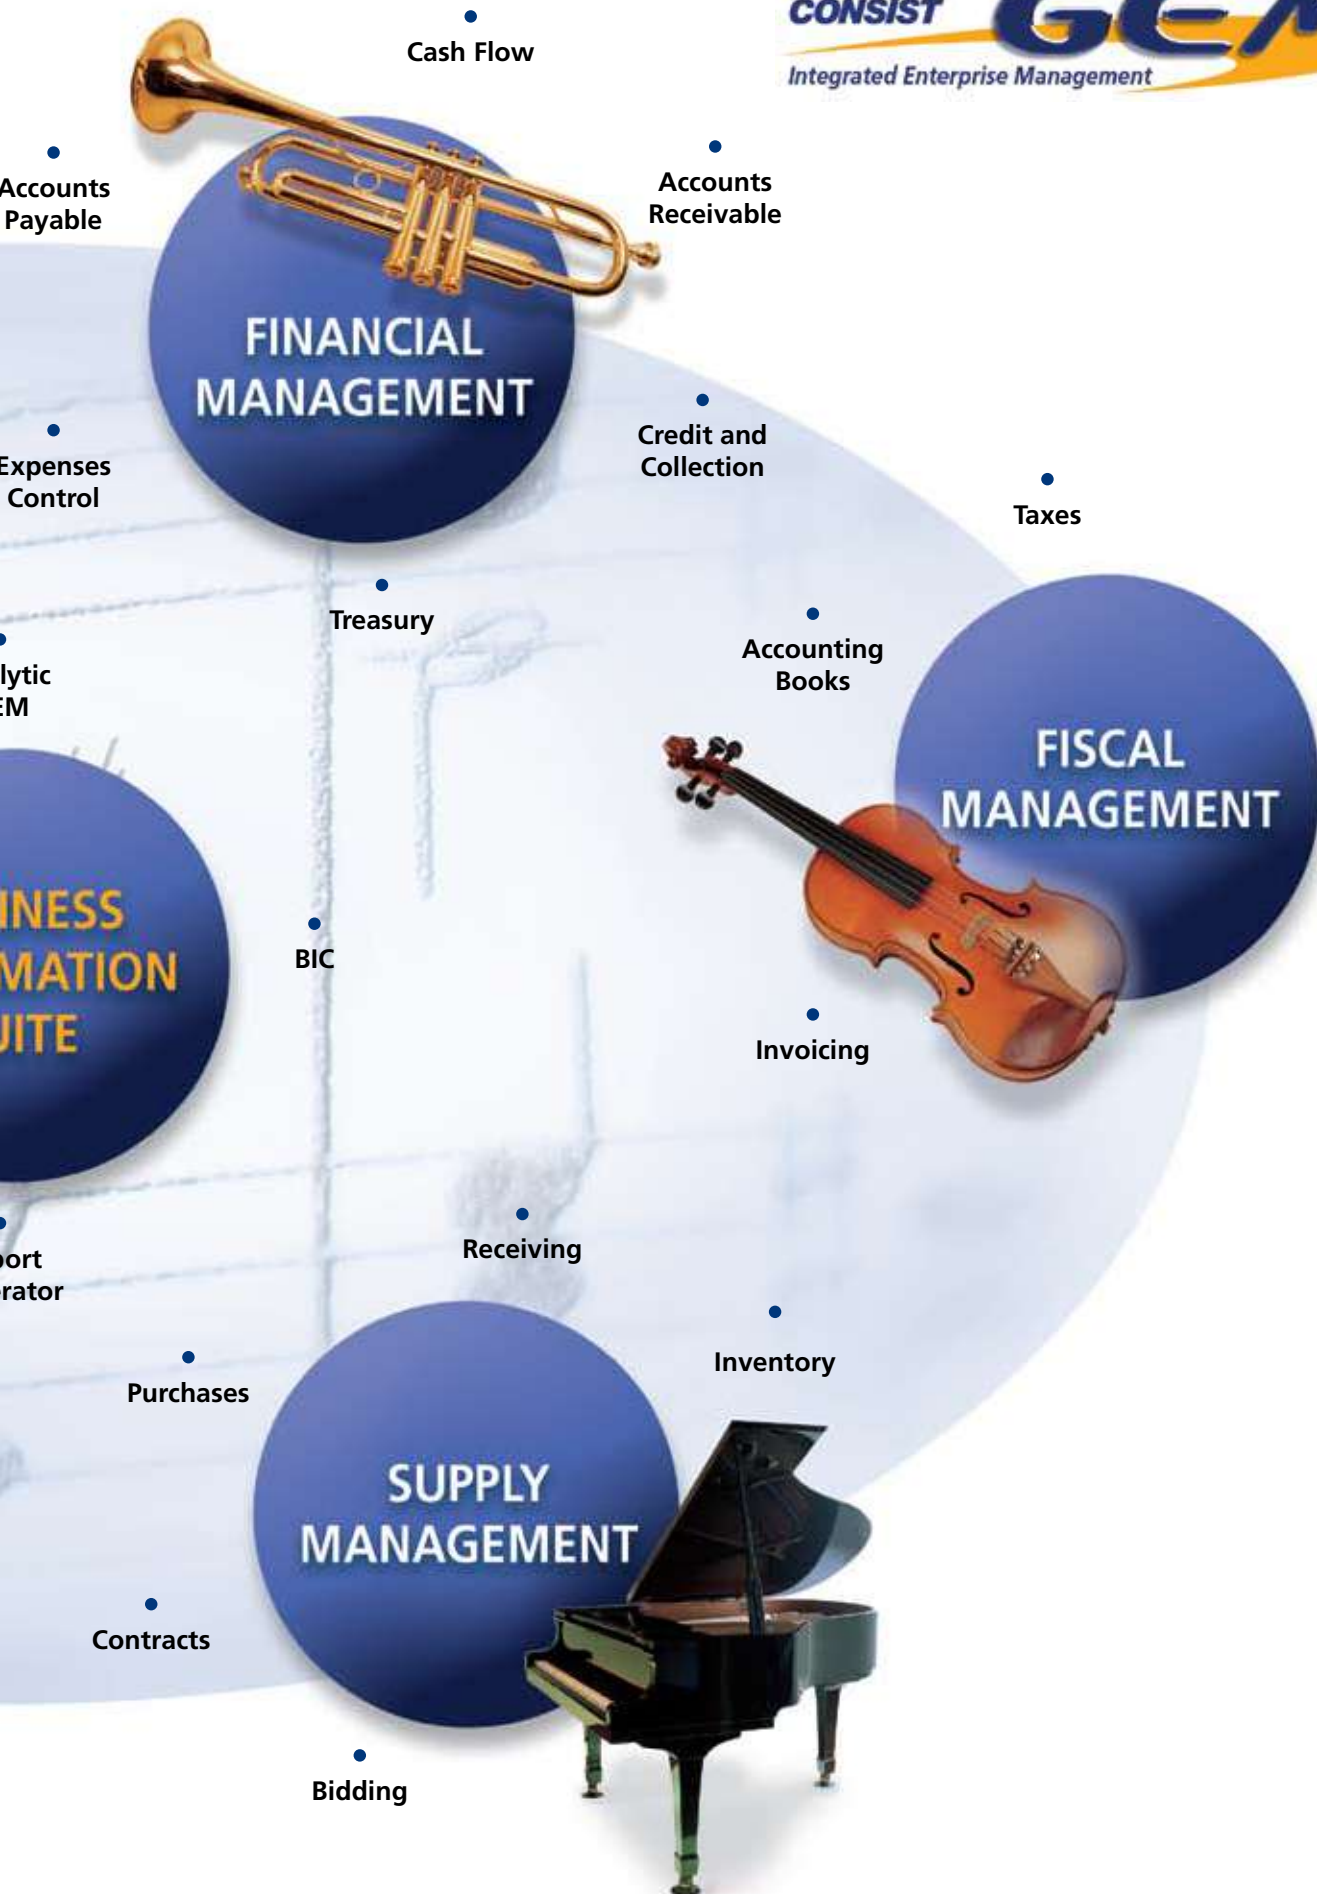 CONSIST
Integrated Enterprise Management
Cash Flow
Accounts
Payable
Accounts
Receivable
FINANCIAL
MANAGEMENT
Expenses
Control
Credit and
Collection
Taxes
Treasury
Accounting
Books
FISCAL
MANAGEMENT
BIC
Invoicing
Receiving
Inventory
Purchases
SUPPLY
MANAGEMENT
Contracts
Bidding